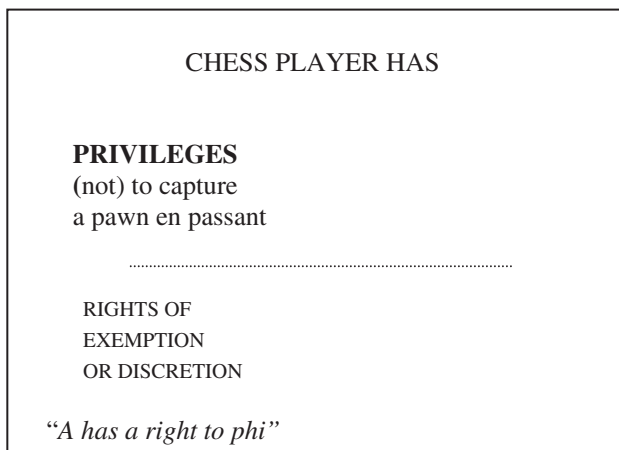 CHESS PLAYER HAS
PRIVILEGES
(not) to capture
a pawn en passant
RIGHTS OF
EXEMPTION
OR DISCRETION
“A has a right to phi”